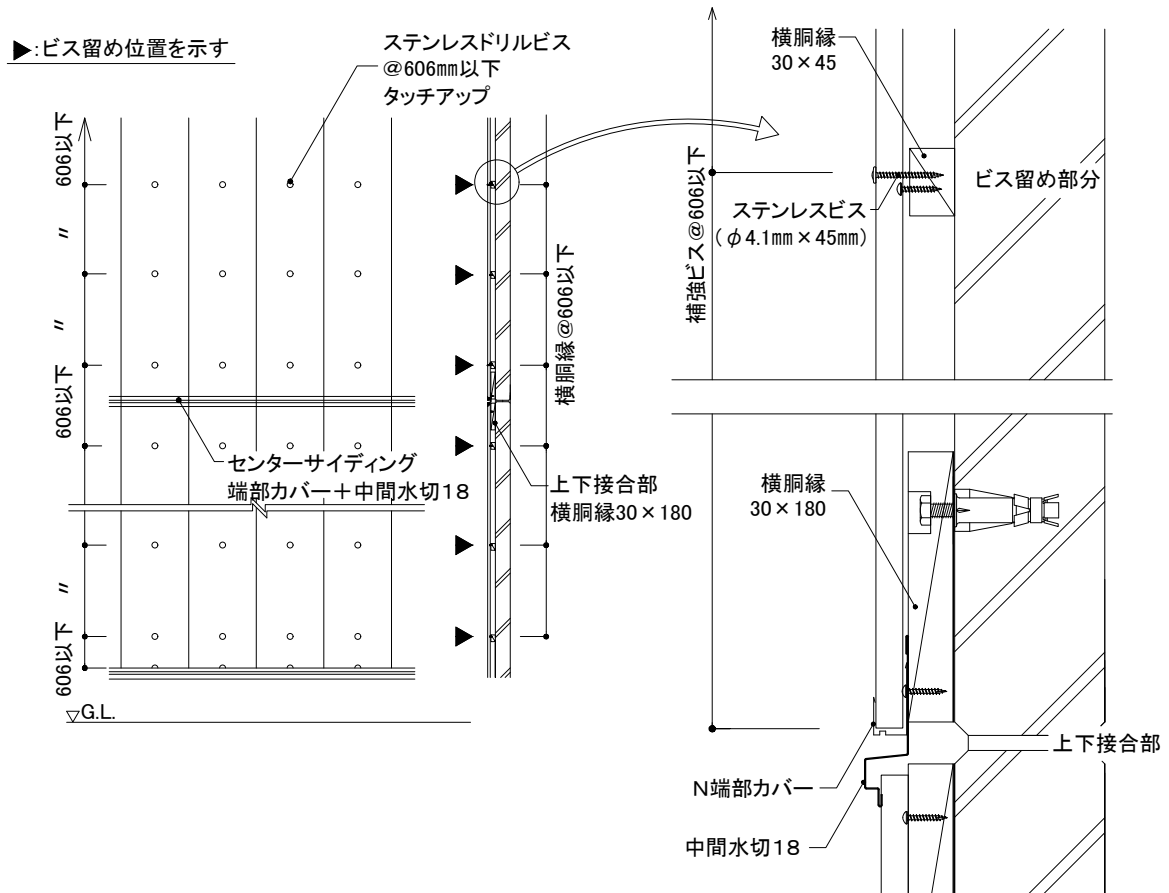 ▶:ビス留め位置を示す
ステンレスドリルビス
@606mm以下
タッチアップ
606以下
〃
〃
606以下
〃
606以下
センターサイディング
端部カバー+中間水切18
▽G.L.
横胴縁@606以下
上下接合部
横胴縁30×180
補強ビス@606以下
横胴縁
30×45
ビス留め部分
ステンレスビス
(φ4.1mm×45mm)
横胴縁
30×180
上下接合部
N端部カバー
中間水切18